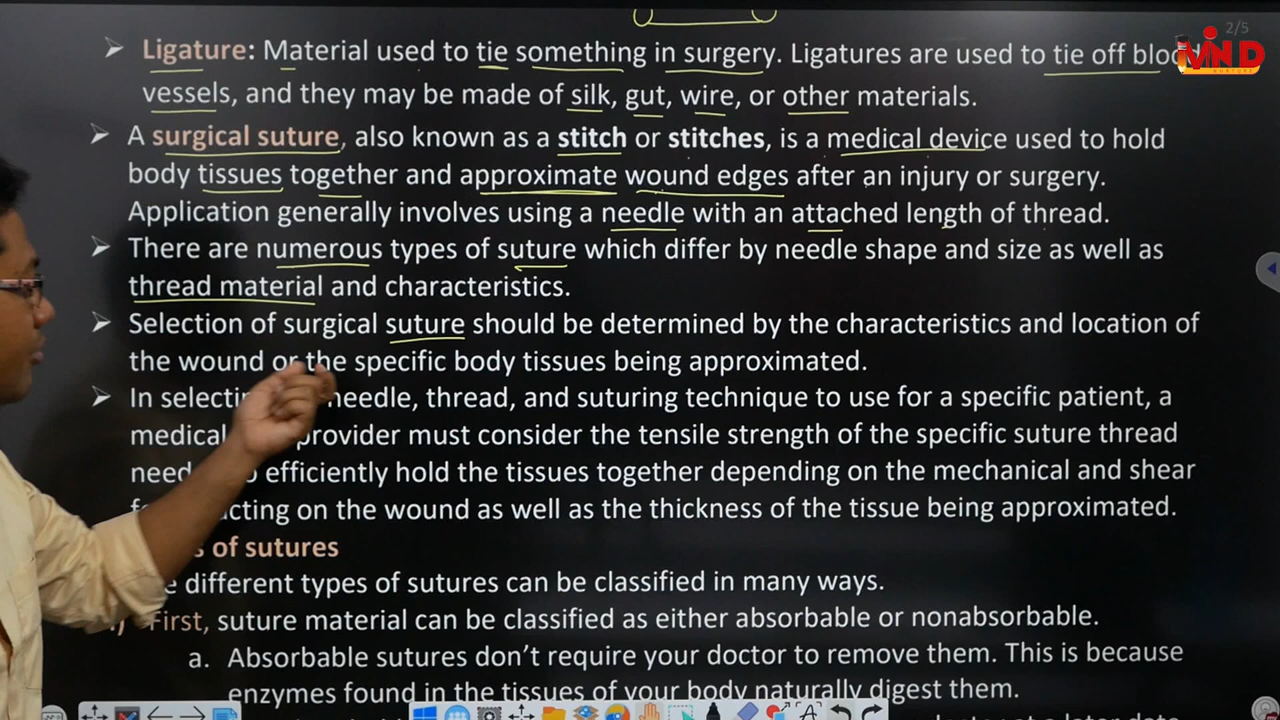 2/5
MIND
NURTURE
➢ Ligature: Material used to tie something in surgery. Ligatures are used to tie off blood
vessels, and they may be made of silk, gut, wire, or other materials.
➢ A surgical suture, also known as a stitch or stitches, is a medical device used to hold
body tissues together and approximate wound edges after an injury or surgery.
Application generally involves using a needle with an attached length of thread.
➢ There are numerous types of suture which differ by needle shape and size as well as
thread material and characteristics.
➢ Selection of surgical suture should be determined by the characteristics and location of
the wound or the specific body tissues being approximated.
➢ In needle, thread, and suturing technique to use for a specific patient, a
medical provider must consider the tensile strength of the specific suture thread
efficiently hold the tissues together depending on the mechanical and shear
acting on the wound as well as the thickness of the tissue being approximated.
of sutures
different types of sutures can be classified in many ways.
First, suture material can be classified as either absorbable or nonabsorbable.
a. Absorbable sutures don't require your doctor to remove them. This is because
enzymes found in the tissues of your body naturally digest them.